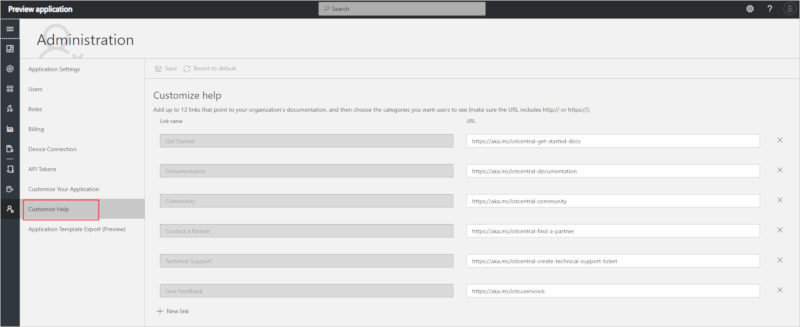 Preview application
Search
?
Administration
Application Settings
Users
Roles
Billing
Device Connection
API Tokens
Customize Your Application
Customize Help
Application Template Export (Preview)
Save Revert to default
Customize help
Add up to 12 links that point to your organization's documentation, and then choose the categories you want users to see (make sure the URL includes http:// or https://).
Link name URL
Get Started https://aka.ms/iotcentral-get-started-docs
Documentation https://aka.ms/iotcentral-documentation
Community https://aka.ms/iotcentral-community
Contact a Partner https://aka.ms/iotcentral-find-a-partner
Technical Support https://aka.ms/iotcentral-create-technical-support-ticket
Give Feedback https://aka.ms/iotcuservoice
New link